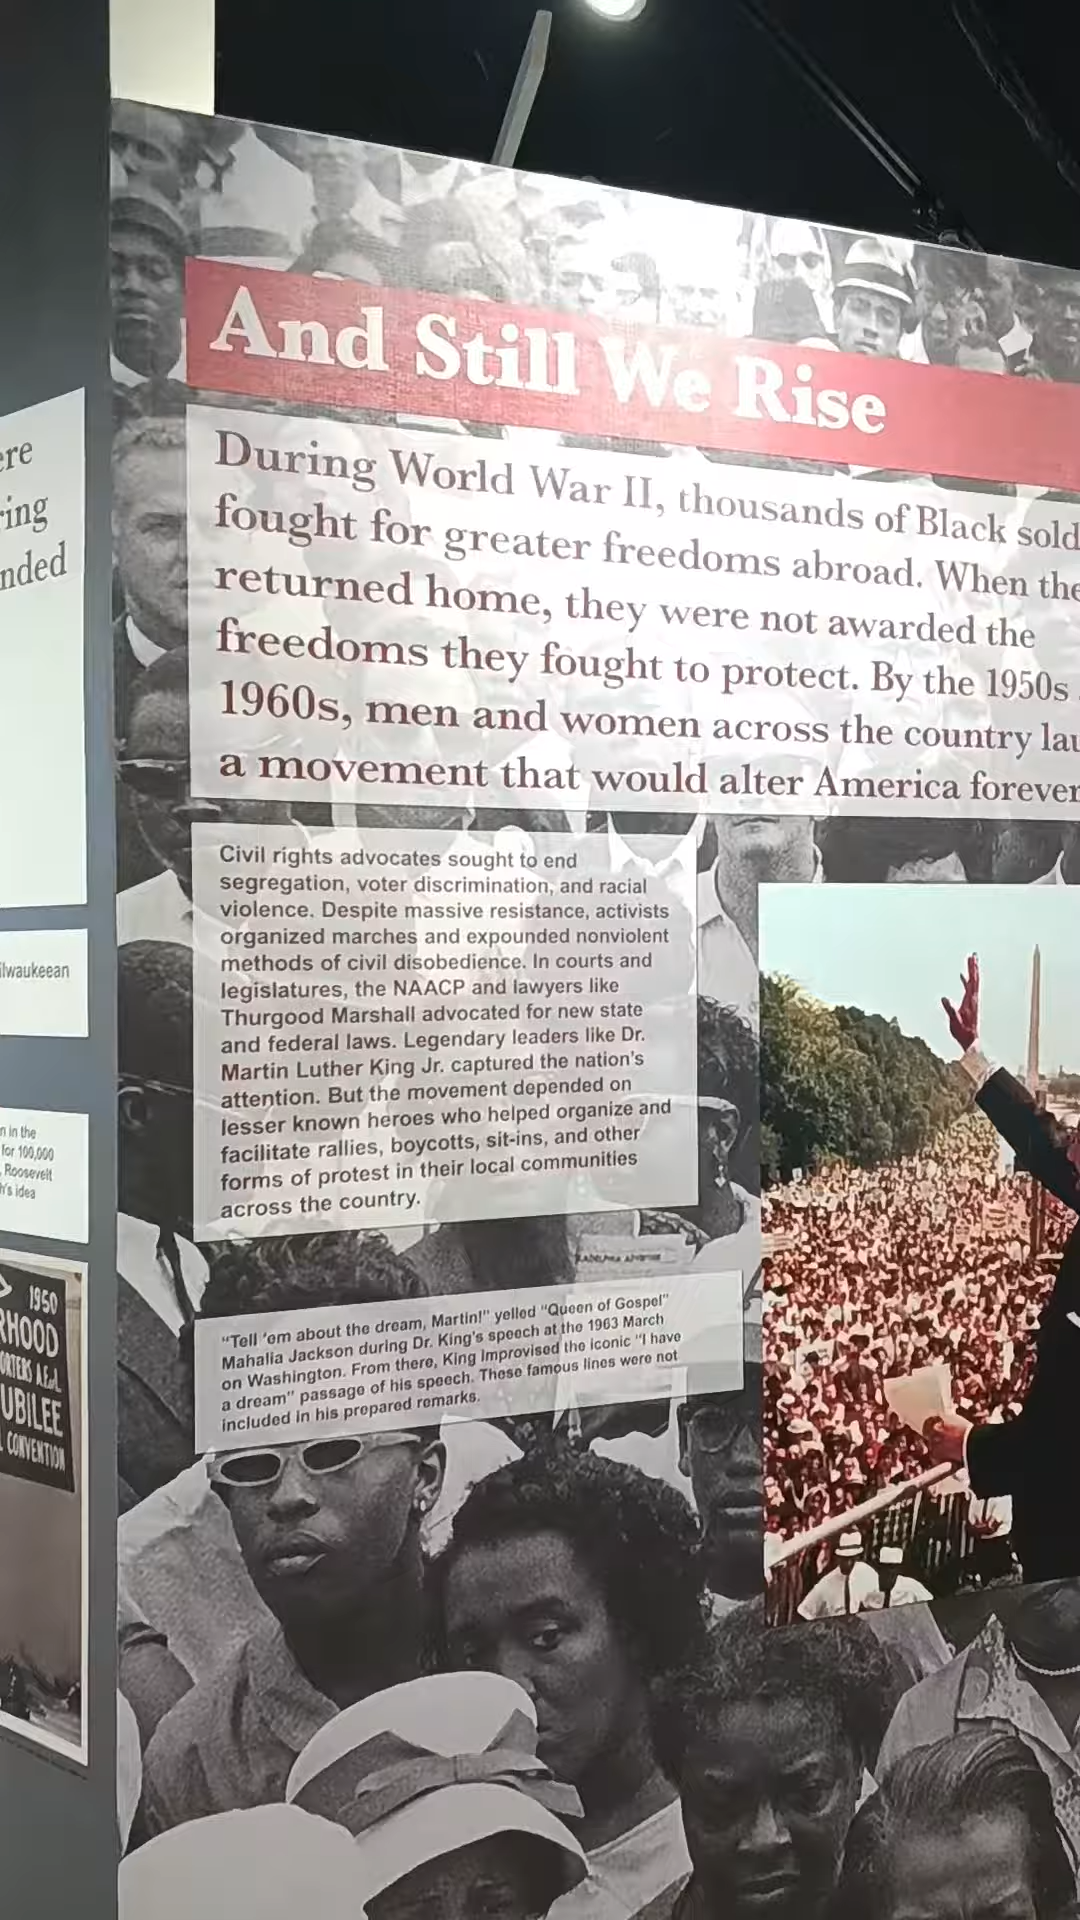 And Still We Rise
During World War II, thousands of Black
fought for greater freedoms abroad. When
returned home, they were not awarded the
freedoms they fought to protect. By the 1950s
1960s, men and women across the country
a movement that would alter America forever
Civil rights advocates sought to end
segregation, voter discrimination, and racial
violence. Despite massive resistance, activists
organized marches and expounded nonviolent
methods of civil disobedience. In courts and
legislatures, the NAACP and lawyers like
Thurgood Marshall advocated for new state
and federal laws. Legendary leaders like Dr.
Martin Luther King Jr. captured the nation's
attention. But the movement depended on
lesser known heroes who helped organize and
facilitate rallies, boycotts, sit-ins, and other
forms of protest in their local communities
across the country.
"Tell 'em about the dream, Martin!" yelled "Queen of Gospel"
Mahalia Jackson during Dr. King's speech at the 1963 March
on Washington. From there, King improvised the iconic "I have
a dream" passage of his speech. These famous lines were not
included in his prepared remarks.
in the
for 100,000
Roosevelt
idea
1950
CONVENTION